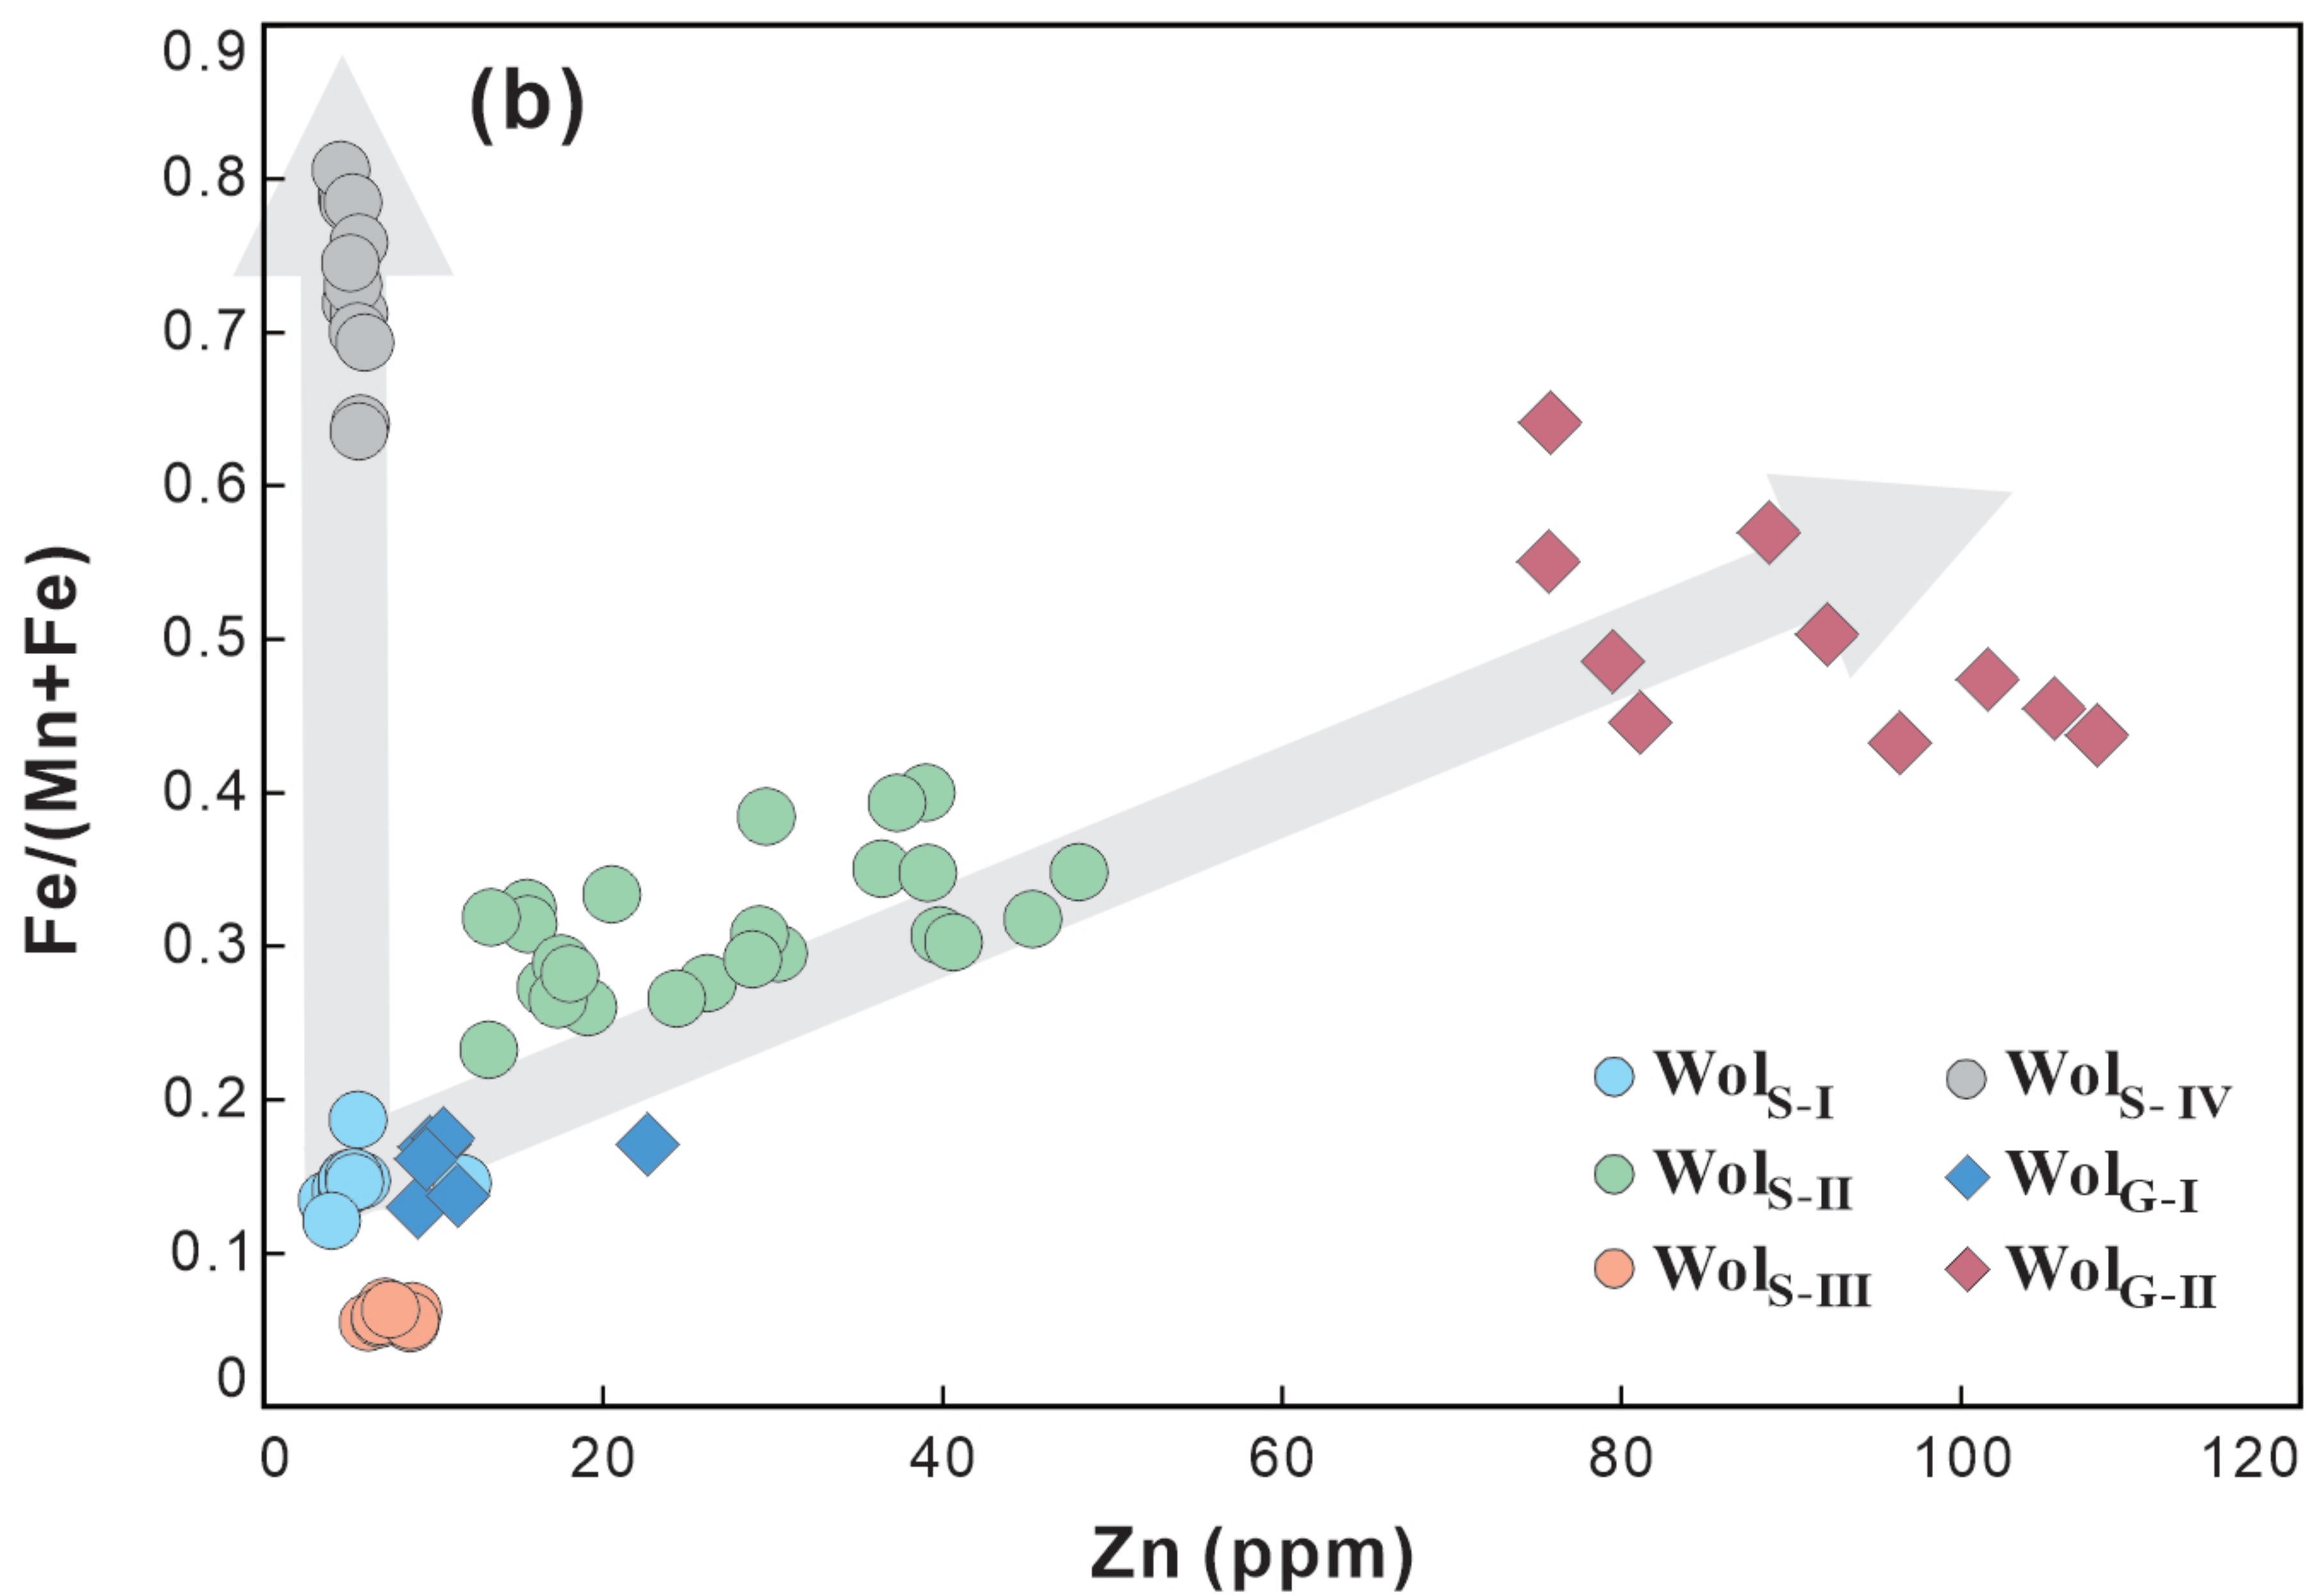 (b)
Fe/(Mn+Fe)
0.9
0.8
0.7
0.6
0.5
0.4
0.3
0.2
0.1
0
0 20 40 60 80 100 120
Zn (ppm)
WolS-I WolS-IV
WolS-II WolG-I
WolS-III WolG-II